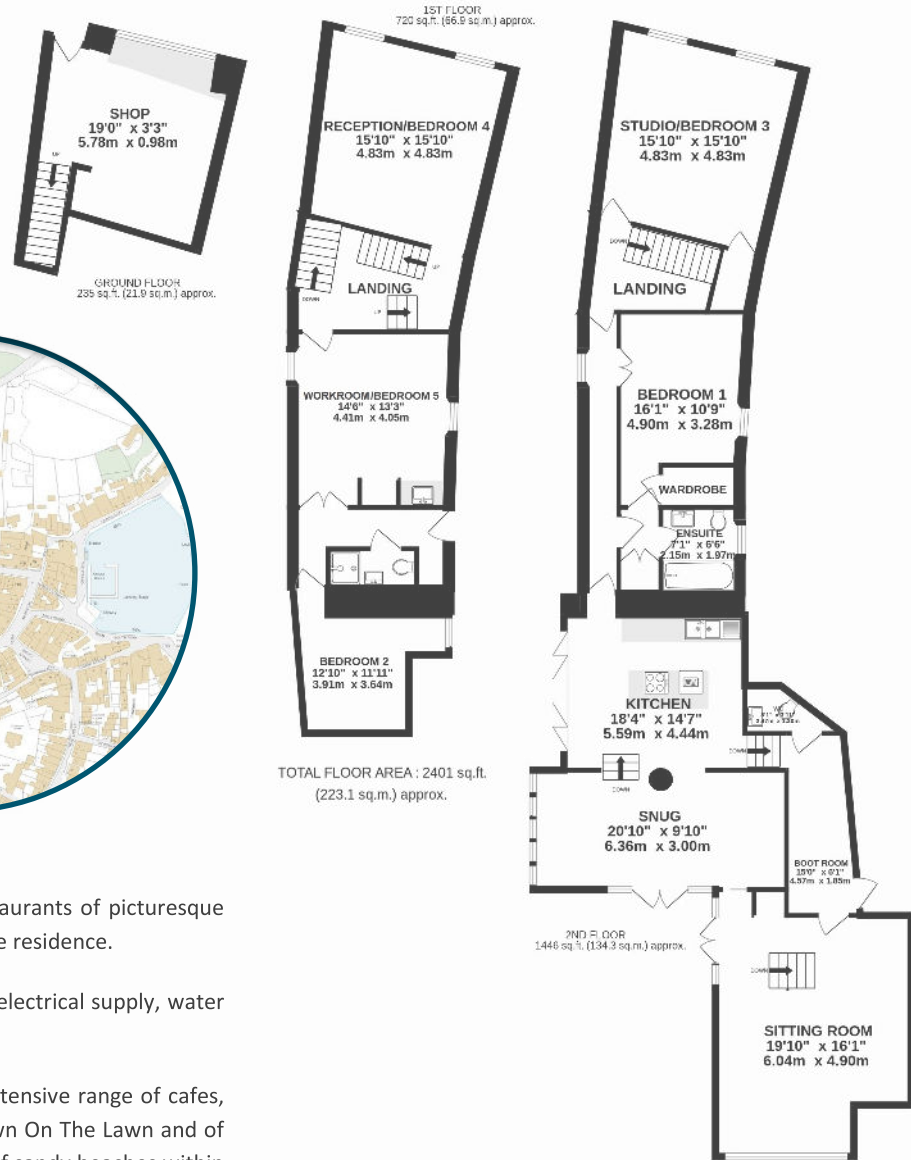 1ST FLOOR
720 sq.ft. (66.9 sq.m.) approx.
SHOP
19'0" x 3'3"
5.78m x 0.98m
UP
GROUND FLOOR
235 sq.ft. (21.9 sq.m.) approx.
RECEPTION/BEDROOM 4
15'10" x 15'10"
4.83m x 4.83m
UP
DOWN
LANDING
UP
WORKROOM/BEDROOM 5
14'6" x 13'3"
4.41m x 4.05m
BEDROOM 2
12'10" x 11'11"
3.91m x 3.64m
TOTAL FLOOR AREA : 2401 sq.ft.
(223.1 sq.m.) approx.
STUDIO/BEDROOM 3
15'10" x 15'10"
4.83m x 4.83m
DOWN
LANDING
BEDROOM 1
16'1" x 10'9"
4.90m x 3.28m
WARDROBE
ENSUITE
7'1" x 6'6"
2.15m x 1.97m
KITCHEN
18'4" x 14'7"
5.59m x 4.44m
WC
DOWN
DOWN
SNUG
20'10" x 9'10"
6.36m x 3.00m
BOOT ROOM
15'0" x 6'1"
4.57m x 1.85m
2ND FLOOR
1446 sq.ft. (134.3 sq.m.) approx.
DOWN
SITTING ROOM
19'10" x 16'1"
6.04m x 4.90m
aurants of picturesque
e residence.
electrical supply, water
tensive range of cafes,
wn On The Lawn and of
f sandy beaches within